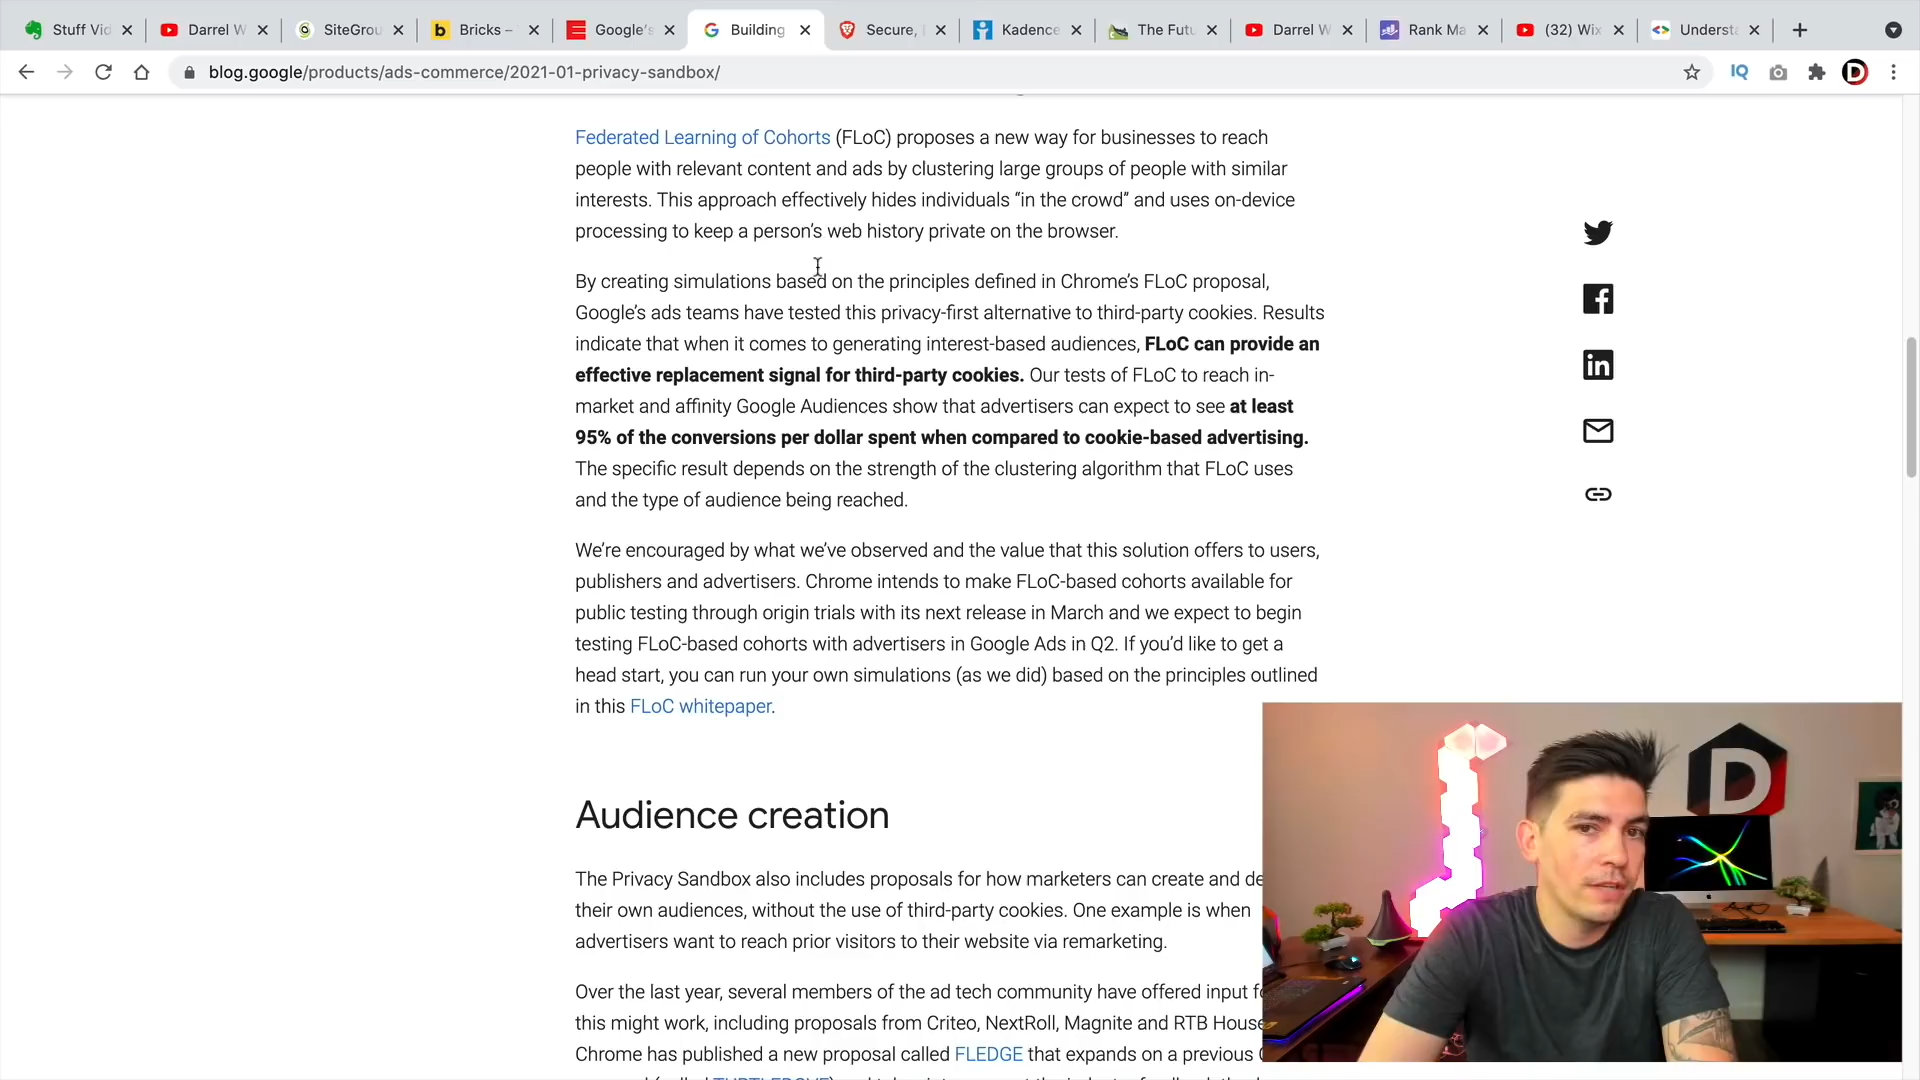 Stuff Vid
Darrel W
SiteGrou
Bricks –
Google's
Building
Secure,
Kadence
The Futu
Darrel W
Rank Ma
(32) Wix
Understa
blog.google/products/ads-commerce/2021-01-privacy-sandbox/
IQ
D
Federated Learning of Cohorts (FLoC) proposes a new way for businesses to reach
people with relevant content and ads by clustering large groups of people with similar
interests. This approach effectively hides individuals “in the crowd” and uses on-device
processing to keep a person’s web history private on the browser.
By creating simulations based on the principles defined in Chrome’s FLoC proposal,
Google’s ads teams have tested this privacy-first alternative to third-party cookies. Results
indicate that when it comes to generating interest-based audiences, FLoC can provide an
effective replacement signal for third-party cookies. Our tests of FLoC to reach in-
market and affinity Google Audiences show that advertisers can expect to see at least
95% of the conversions per dollar spent when compared to cookie-based advertising.
The specific result depends on the strength of the clustering algorithm that FLoC uses
and the type of audience being reached.
We’re encouraged by what we’ve observed and the value that this solution offers to users,
publishers and advertisers. Chrome intends to make FLoC-based cohorts available for
public testing through origin trials with its next release in March and we expect to begin
testing FLoC-based cohorts with advertisers in Google Ads in Q2. If you’d like to get a
head start, you can run your own simulations (as we did) based on the principles outlined
in this FLoC whitepaper.
Audience creation
The Privacy Sandbox also includes proposals for how marketers can create and de
their own audiences, without the use of third-party cookies. One example is when
advertisers want to reach prior visitors to their website via remarketing.
Over the last year, several members of the ad tech community have offered input f
this might work, including proposals from Criteo, NextRoll, Magnite and RTB House
Chrome has published a new proposal called FLEDGE that expands on a previous
D